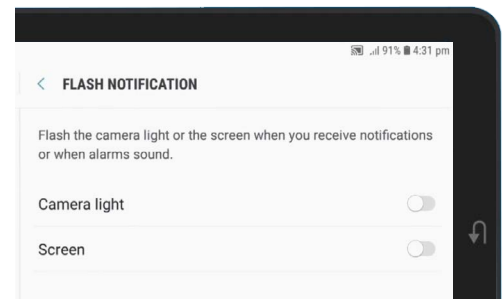 91% 4:31 pm
FLASH NOTIFICATION
Flash the camera light or the screen when you receive notifications
or when alarms sound.
Camera light
Screen